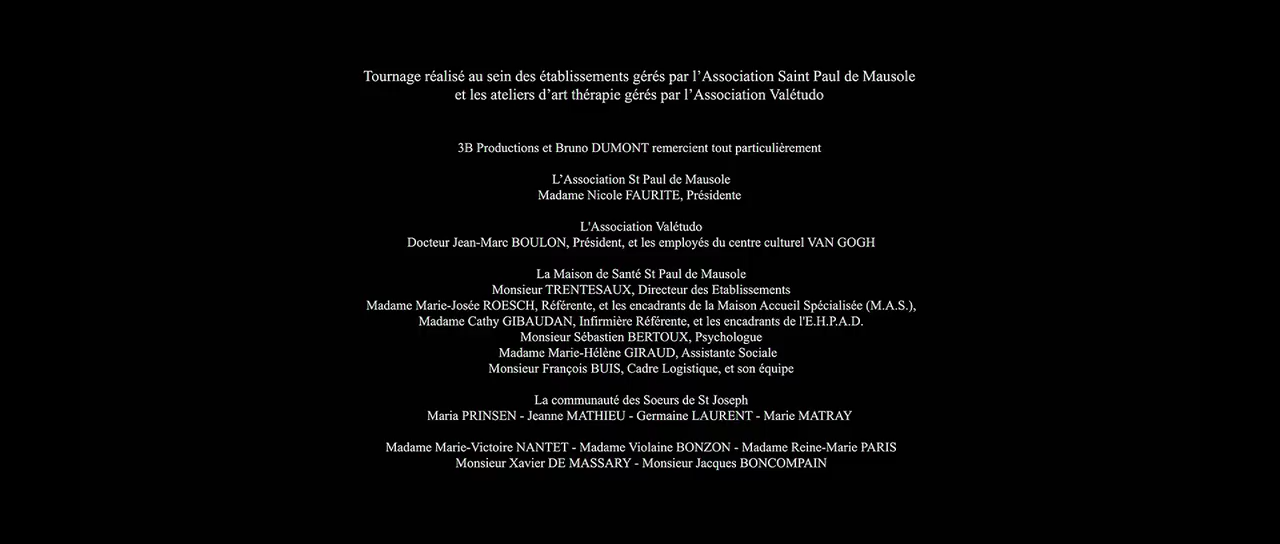 Tournage réalisé au sein des établissements gérés par l’Association Saint Paul de Mausole
et les ateliers d’art thérapie gérés par l’Association Valétudo
3B Productions et Bruno DUMONT remercient tout particulièrement
L’Association St Paul de Mausole
Madame Nicole FAURITE, Présidente
L'Association Valétudo
Docteur Jean-Marc BOULON, Président, et les employés du centre culturel VAN GOGH
La Maison de Santé St Paul de Mausole
Monsieur TRENTESAUX, Directeur des Etablissements
Madame Marie-Josée ROESCH, Référente, et les encadrants de la Maison Accueil Spécialisée (M.A.S.),
Madame Cathy GIBAUDAN, Infirmière Référente, et les encadrants de l'E.H.P.A.D.
Monsieur Sébastien BERTOUX, Psychologue
Madame Marie-Hélène GIRAUD, Assistante Sociale
Monsieur François BUIS, Cadre Logistique, et son équipe
La communauté des Soeurs de St Joseph
Maria PRINSEN - Jeanne MATHIEU - Germaine LAURENT - Marie MATRAY
Madame Marie-Victoire NANTET - Madame Violaine BONZON - Madame Reine-Marie PARIS
Monsieur Xavier DE MASSARY - Monsieur Jacques BONCOMPAIN